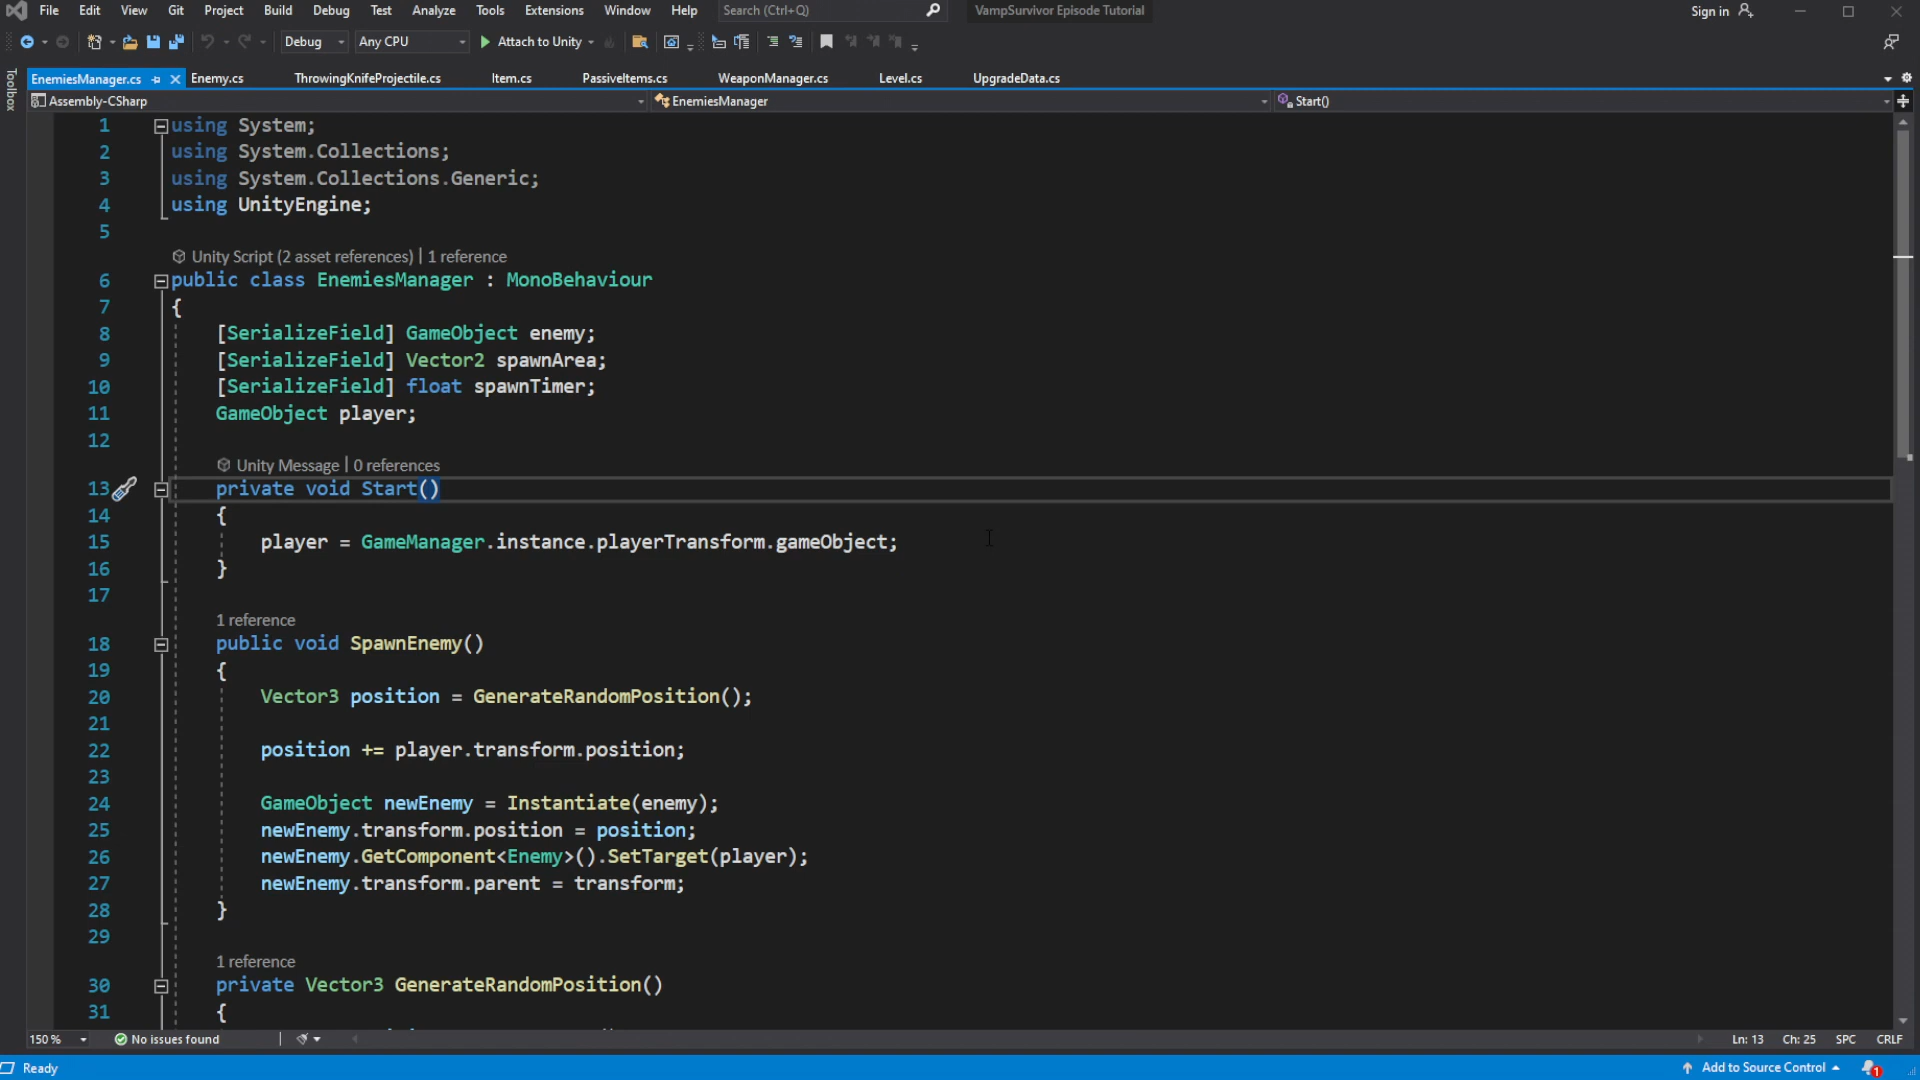 File Edit View Git Project Build Debug Test Analyze Tools Extensions Window Help Search (Ctrl+Q) VampSurvivor Episode Tutorial Sign in
Debug Any CPU Attach to Unity
EnemiesManager.cs Enemy.cs ThrowingKnifeProjectile.cs Item.cs PassiveItems.cs WeaponManager.cs Level.cs UpgradeData.cs
Toolbox
Assembly-CSharp EnemiesManager Start()
1 using System;
2 using System.Collections;
3 using System.Collections.Generic;
4 using UnityEngine;
5
Unity Script (2 asset references) | 1 reference
6 public class EnemiesManager : MonoBehaviour
7 {
8 [SerializeField] GameObject enemy;
9 [SerializeField] Vector2 spawnArea;
10 [SerializeField] float spawnTimer;
11 GameObject player;
12
Unity Message | 0 references
13 private void Start()
14 {
15 player = GameManager.instance.playerTransform.gameObject;
16 }
17
1 reference
18 public void SpawnEnemy()
19 {
20 Vector3 position = GenerateRandomPosition();
21
22 position += player.transform.position;
23
24 GameObject newEnemy = Instantiate(enemy);
25 newEnemy.transform.position = position;
26 newEnemy.GetComponent<Enemy>().SetTarget(player);
27 newEnemy.transform.parent = transform;
28 }
29
1 reference
30 private Vector3 GenerateRandomPosition()
31 {
150 % No issues found Ln: 13 Ch: 25 SPC CRLF
Ready Add to Source Control 1